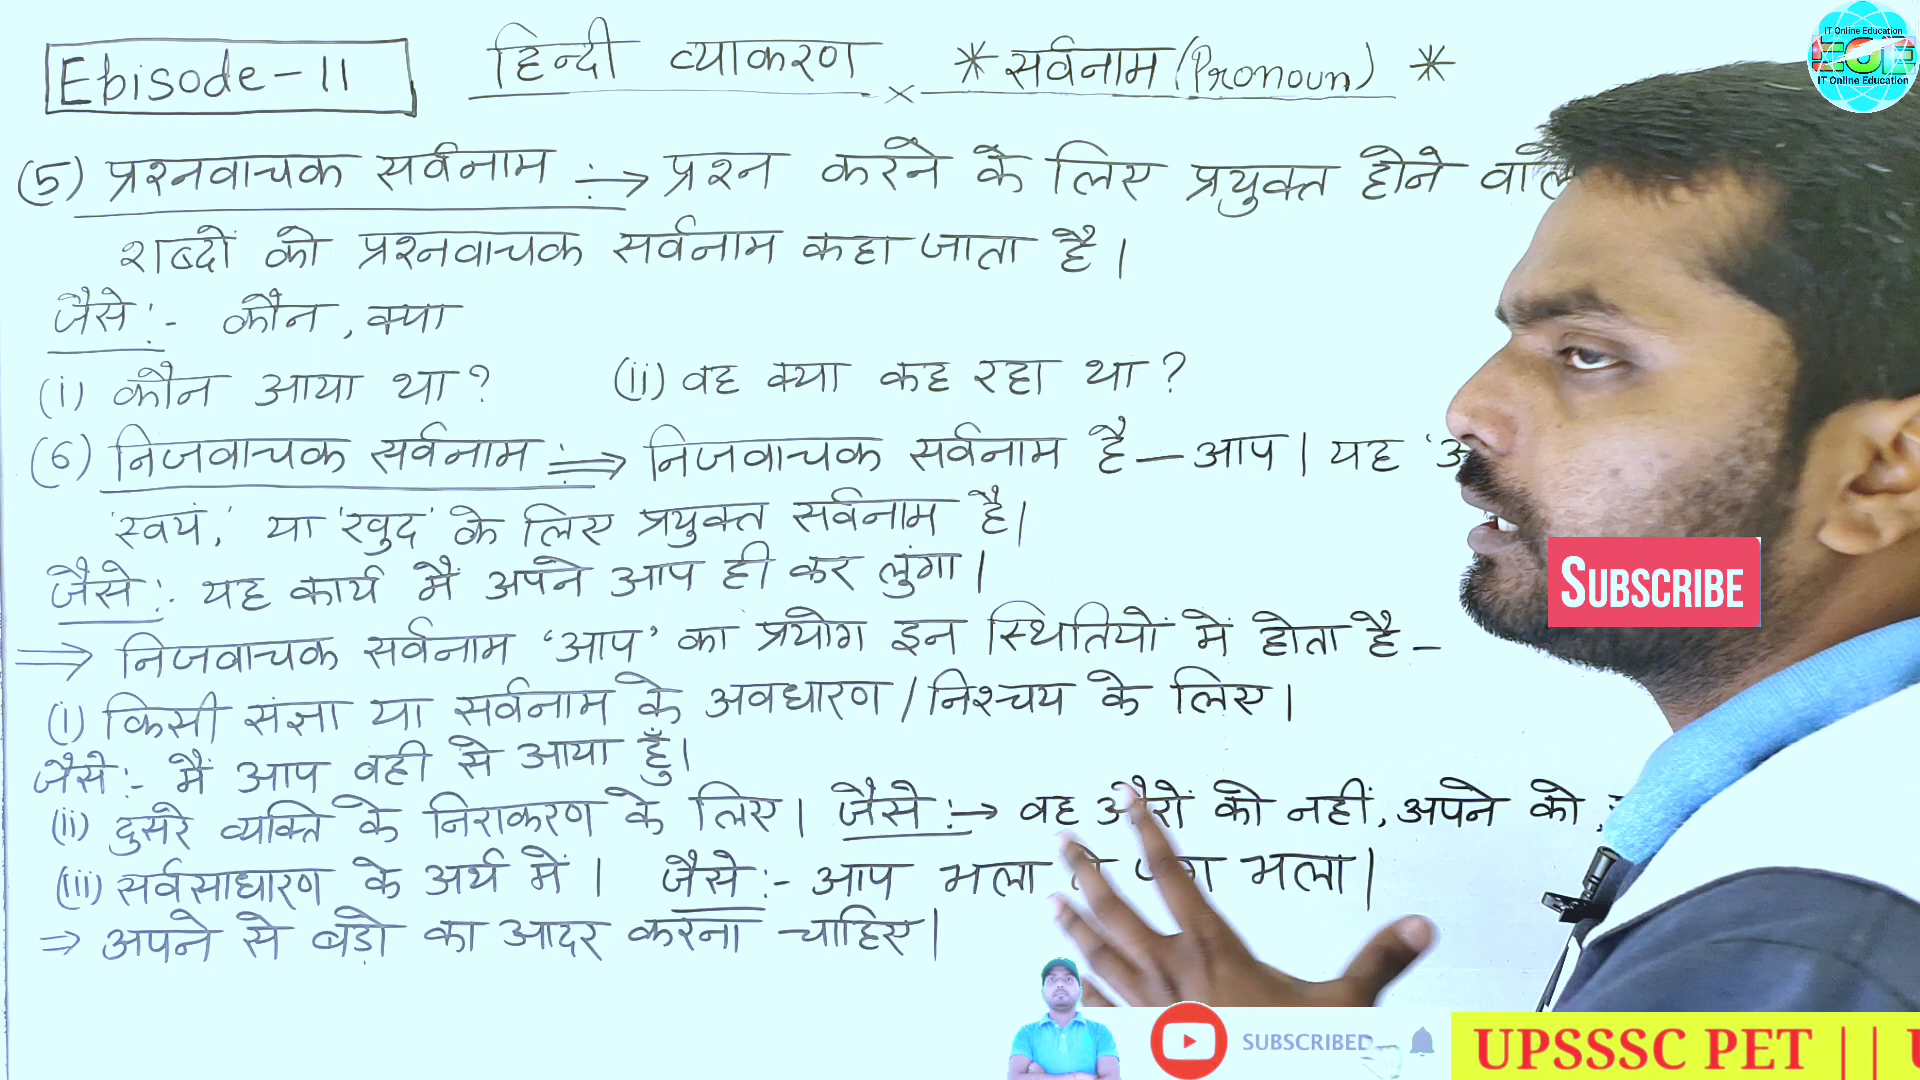 Ebisode-11 हिन्दी व्याकरण × * सर्वनाम (Pronoun) *
IT Online Education
IT Online Education
(5) प्रश्नवाचक सर्वनाम :→ प्रश्न करने के लिए प्रयुक्त होने
शब्दों को प्रश्नवाचक सर्वनाम कहा जाता है।
जैसे :- कौन, क्या
(i) कौन आया था? (ii) वह क्या कह रहा था?
(6) निजवाचक सर्वनाम :⇒ निजवाचक सर्वनाम है – आप। यह
'स्वयं,' या 'खुद' के लिए प्रयुक्त सर्वनाम है।
जैसे :- यह कार्य मैं अपने आप ही कर लुंगा।
⇒ निजवाचक सर्वनाम 'आप' का प्रयोग इन स्थितियों में होता है –
(i) किसी संज्ञा या सर्वनाम के अवधारण / निश्चय के लिए।
जैसे :- मैं आप वही से आया हूँ।
(ii) दुसरे व्यक्ति के निराकरण के लिए। जैसे :→ वह औरों को नहीं, अपने को
(iii) सर्वसाधारण के अर्थ में। जैसे :- आप भला भला।
⇒ अपने से बड़ो का आदर करना चाहिए।
SUBSCRIBE
SUBSCRIBED
UPSSSC PET ||